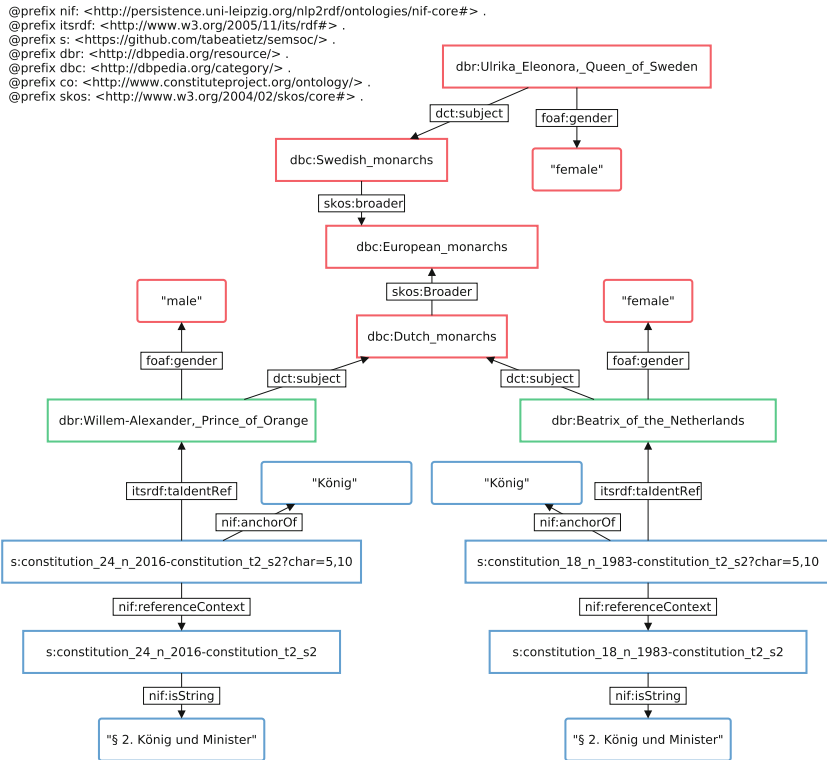 @prefix nif: <http://persistence.uni-leipzig.org/nlp2rdf/ontologies/nif-core#> .
@prefix itsrdf: <http://www.w3.org/2005/11/its/rdf#> .
@prefix s: <https://github.com/tabeatietz/semsoc/> .
@prefix dbr: <http://dbpedia.org/resource/> .
@prefix dbc: <http://dbpedia.org/category/> .
@prefix co: <http://www.constituteproject.org/ontology/> .
@prefix skos: <http://www.w3.org/2004/02/skos/core#> .
dbr:Ulrika_Eleonora,_Queen_of_Sweden
dct:subject
foaf:gender
dbc:Swedish_monarchs
"female"
skos:broader
dbc:European_monarchs
skos:Broader
"male"
"female"
dbc:Dutch_monarchs
foaf:gender
foaf:gender
dct:subject
dct:subject
dbr:Willem-Alexander,_Prince_of_Orange
dbr:Beatrix_of_the_Netherlands
"König"
"König"
itsrdf:taIdentRef
itsrdf:taIdentRef
nif:anchorOf
nif:anchorOf
s:constitution_24_n_2016-constitution_t2_s2?char=5,10
s:constitution_18_n_1983-constitution_t2_s2?char=5,10
nif:referenceContext
nif:referenceContext
s:constitution_24_n_2016-constitution_t2_s2
s:constitution_18_n_1983-constitution_t2_s2
nif:isString
nif:isString
"§ 2. König und Minister"
"§ 2. König und Minister"